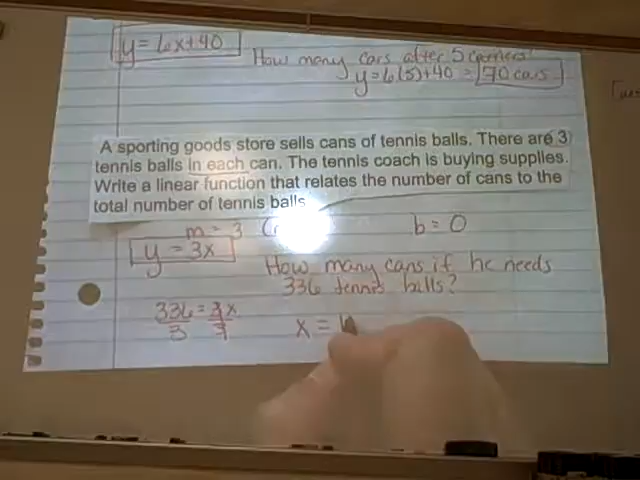 y = 6x+40
How many cars after 5 carriers?
y = 6(5)+40 = 70 cars
A sporting goods store sells cans of tennis balls. There are 3
tennis balls in each can. The tennis coach is buying supplies.
Write a linear function that relates the number of cans to the
total number of tennis balls.
m = 3 b = 0
y = 3x
How many cans if he needs
336 tennis balls?
336 = 3x
3 3
x =